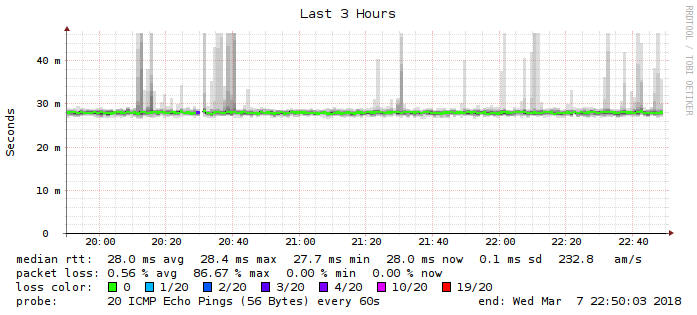 Last 3 Hours
RRDTOOL / TOBI OETIKER
Seconds
40 m
30 m
20 m
10 m
0
20:00 20:20 20:40 21:00 21:20 21:40 22:00 22:20 22:40
median rtt: 28.0 ms avg 28.4 ms max 27.7 ms min 28.0 ms now 0.1 ms sd 232.8 am/s
packet loss: 0.56 % avg 86.67 % max 0.00 % min 0.00 % now
loss color: 0 1/20 2/20 3/20 4/20 10/20 19/20
probe: 20 ICMP Echo Pings (56 Bytes) every 60s end: Wed Mar 7 22:50:03 2018